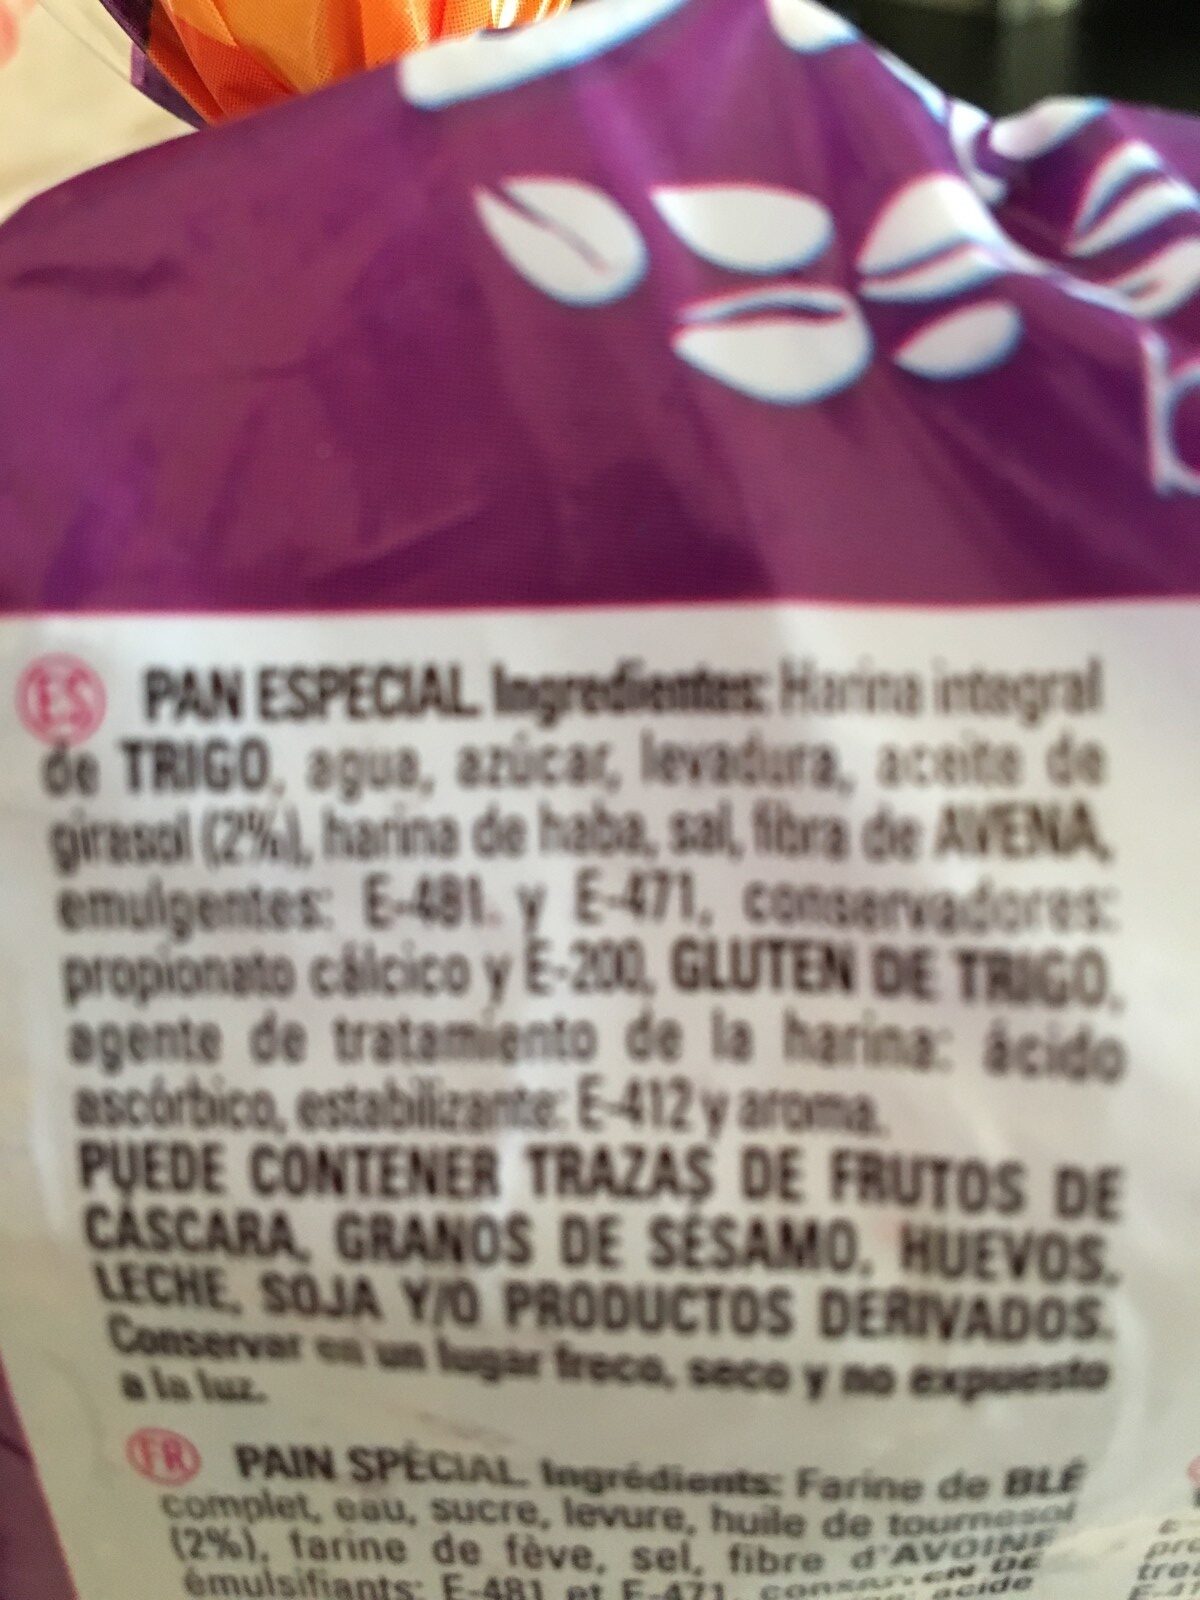 ES PAN ESPECIAL Ingredientes: Harina integral
de TRIGO, agua, azúcar, levadura, aceite de
girasol (2%), harina de haba, sal, fibra de AVENA,
emulgentes: E-481 y E-471, conservadores:
propionato cálcico y E-200, GLUTEN DE TRIGO,
agente de tratamiento de la harina: ácido
ascórbico, estabilizante: E-412 y aroma.
PUEDE CONTENER TRAZAS DE FRUTOS DE
CÁSCARA, GRANOS DE SÉSAMO, HUEVOS,
LECHE, SOJA Y/O PRODUCTOS DERIVADOS.
Conservar en un lugar freco, seco y no expuesto
a la luz.
FR PAIN SPÉCIAL Ingrédients: Farine de BLÉ
complet, eau, sucre, levure, huile de tournesol
(2%), farine de fève, sel, fibre d'AVOINE
émulsifiants: E-481 et E-471,
acide